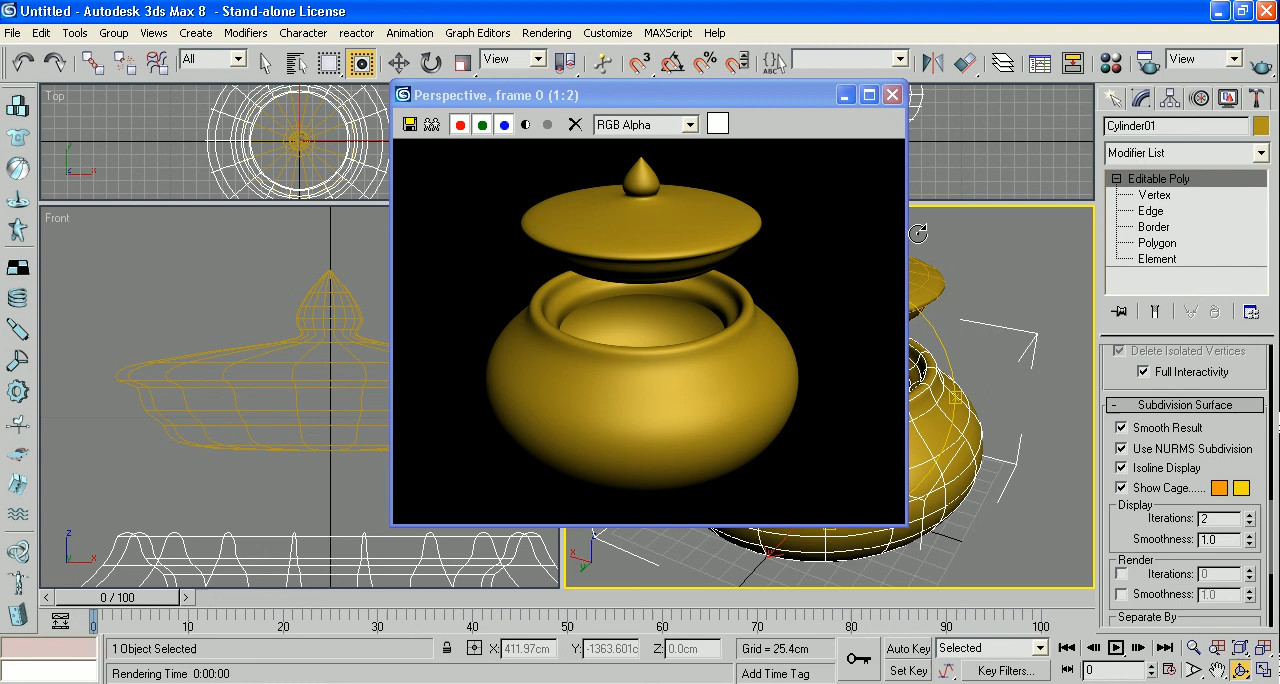 Untitled - Autodesk 3ds Max 8 - Stand-alone License
File Edit Tools Group Views Create Modifiers Character reactor Animation Graph Editors Rendering Customize MAXScript Help
All
View
3
%
ABC
View
Top
y
x
Perspective, frame 0 (1:2)
RGB Alpha
Cylinder01
Modifier List
Editable Poly
Vertex
Edge
Border
Polygon
Element
Front
z
x
x
y
Delete Isolated Vertices
Full Interactivity
- Subdivision Surface
Smooth Result
Use NURMS Subdivision
Isoline Display
Show Cage......
Display
Iterations: 2
Smoothness: 1.0
Render
Iterations: 0
Smoothness: 1.0
Separate By
< 0 / 100 >
0 10 20 30 40 50 60 70 80 90 100
1 Object Selected
X: 411.97cm Y: -1363.601c Z: 0.0cm
Grid = 25.4cm
Auto Key Selected
Rendering Time 0:00:00
Add Time Tag
Set Key Key Filters...
0